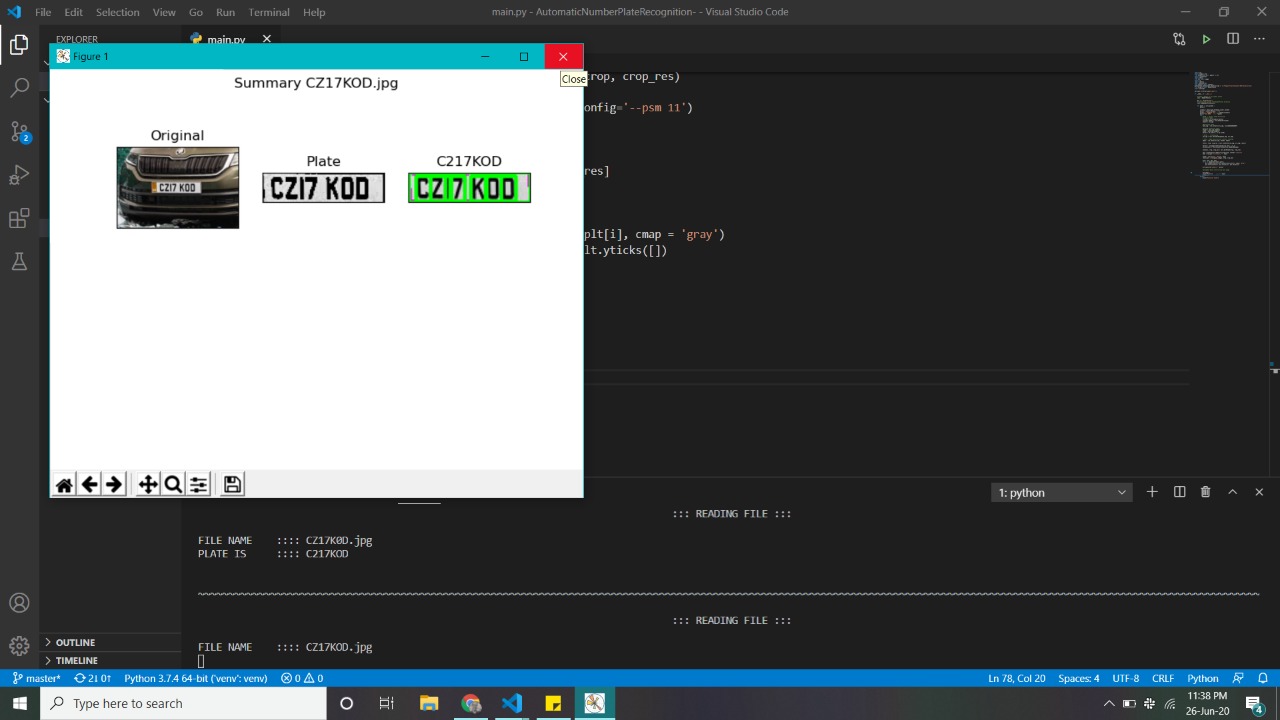 File Edit Selection View Go Run Terminal Help
main.py - AutomaticNumberPlateRecognition- - Visual Studio Code
EXPLORER
main.py
Figure 1
Close
Summary CZ17KOD.jpg
Original
Plate
C217KOD
CZ17 KOD
CZ17 KOD
CZ17 KOD
crop, crop_res)
onfig='--psm 11')
res]
plt[i], cmap = 'gray')
lt.yticks([])
1: python
::: READING FILE :::
FILE NAME :::: CZ17K0D.jpg
PLATE IS :::: C217KOD
::: READING FILE :::
FILE NAME :::: CZ17KOD.jpg
OUTLINE
TIMELINE
2
master* 2↓ 0↑ Python 3.7.4 64-bit ('venv': venv) 0 0
Ln 78, Col 20 Spaces: 4 UTF-8 CRLF Python
Type here to search
11:38 PM
26-Jun-20
4